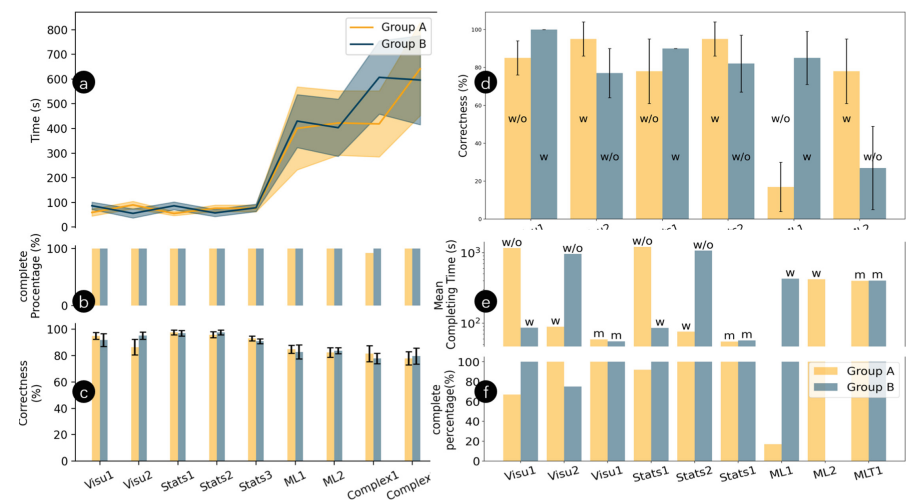 800
700
600
500
400
300
200
100
0
Time (s)
a
Group A
Group B
100
0
complete
Procentage (%)
b
100
80
60
40
20
0
Correctness
(%)
c
Visu1
Visu2
Stats1
Stats2
Stats3
ML1
ML2
Complex1
Complex
100
80
60
40
20
0
Correctness (%)
d
w/o
w
w
w/o
w/o
w
w
w/o
w/o
w
w
w/o
10³
10²
Mean
Completing Time (s)
e
w/o
w
w
w/o
m
m
w/o
w
w
w/o
m
m
w
w
m
m
100
80
60
40
20
0
complete
percentage(%)
f
Group A
Group B
Visu1
Visu2
Visu1
Stats1
Stats2
Stats1
ML1
ML2
MLT1